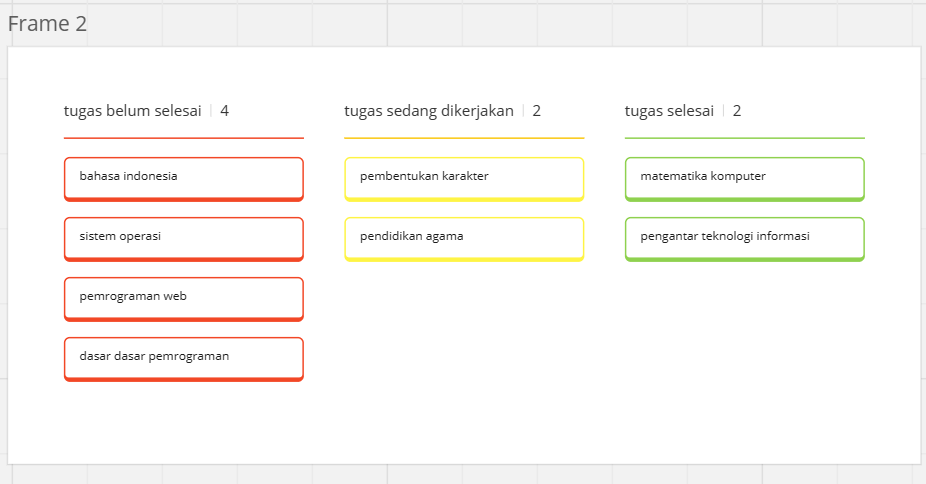 Frame 2
tugas belum selesai | 4
bahasa indonesia
sistem operasi
pemrograman web
dasar dasar pemrograman
tugas sedang dikerjakan | 2
pembentukan karakter
pendidikan agama
tugas selesai | 2
matematika komputer
pengantar teknologi informasi